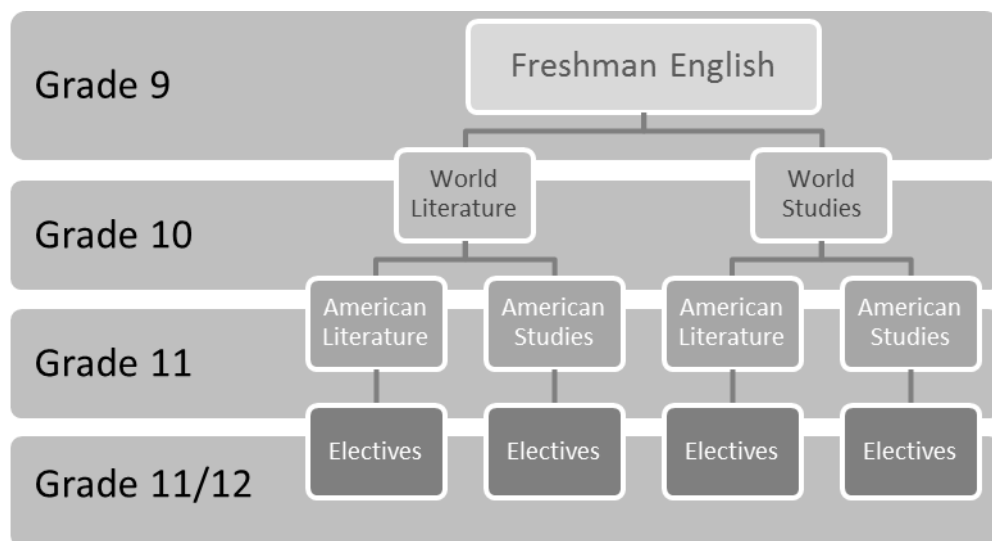 Grade 9
Freshman English
Grade 10
World
Literature
World
Studies
Grade 11
American
Literature
American
Studies
American
Literature
American
Studies
Grade 11/12
Electives
Electives
Electives
Electives